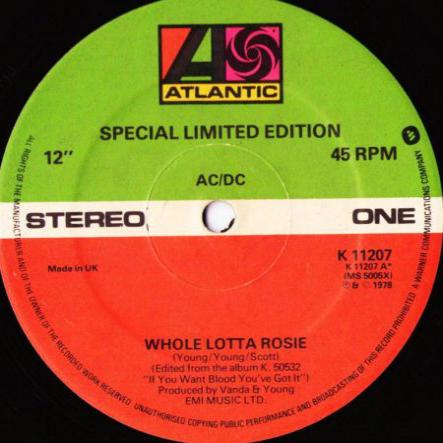 ATLANTIC
SPECIAL LIMITED EDITION
12"
45 RPM
AC/DC
STEREO
ONE
K 11207
K 11207 A*
(MS 5005X)
Ⓟ & © 1978
Made in UK
WHOLE LOTTA ROSIE
(Young/Young/Scott)
(Edited from the album K. 50532
"If You Want Blood You've Got It")
Produced by Vanda & Young
EMI MUSIC LTD.
ALL RIGHTS OF THE MANUFACTURER AND OF THE OWNER OF THE RECORDED WORK RESERVED
UNAUTHORISED COPYING PUBLIC PERFORMANCE AND BROADCASTING OF THIS RECORD PROHIBITED
A WARNER COMMUNICATIONS COMPANY